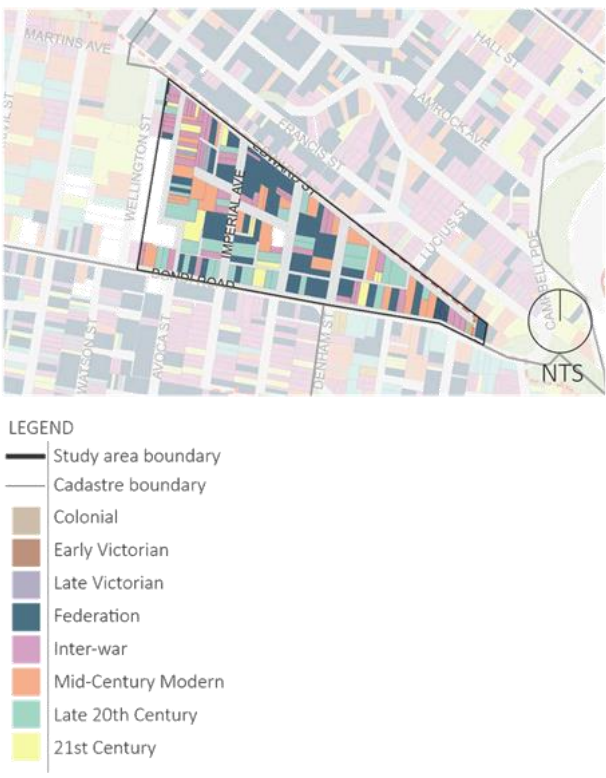 MARTINS AVE
HALL ST
LAMROCK AVE
FRANCIS ST
WELLINGTON ST
IMPERIAL AVE
LUCIUS ST
CAMPBELL PDE
BONDI ROAD
WATSON ST
AVOCA ST
DENHAM ST
NTS
LEGEND
Study area boundary
Cadastre boundary
Colonial
Early Victorian
Late Victorian
Federation
Inter-war
Mid-Century Modern
Late 20th Century
21st Century